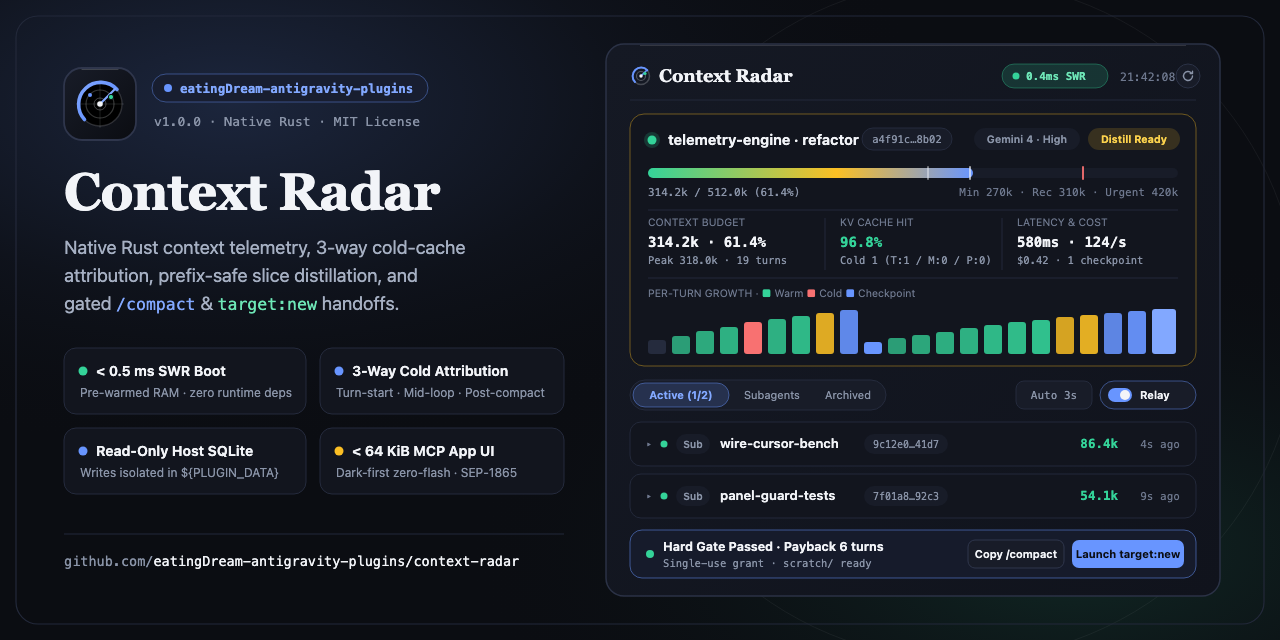 eatingDream-antigravity-plugins
v1.0.0 · Native Rust · MIT License
Context Radar
Native Rust context telemetry, 3-way cold-cache
attribution, prefix-safe slice distillation, and
gated /compact & target:new handoffs.
< 0.5 ms SWR Boot
Pre-warmed RAM · zero runtime deps
3-Way Cold Attribution
Turn-start · Mid-loop · Post-compact
Read-Only Host SQLite
Writes isolated in ${PLUGIN_DATA}
< 64 KiB MCP App UI
Dark-first zero-flash · SEP-1865
github.com/eatingDream-antigravity-plugins/context-radar
Context Radar
0.4ms SWR
21:42:08
telemetry-engine · refactor
a4f91c…8b02
Gemini 4 · High
Distill Ready
314.2k / 512.0k (61.4%)
Min 270k · Rec 310k · Urgent 420k
CONTEXT BUDGET
314.2k · 61.4%
Peak 318.0k · 19 turns
KV CACHE HIT
96.8%
Cold 1 (T:1 / M:0 / P:0)
LATENCY & COST
580ms · 124/s
$0.42 · 1 checkpoint
PER-TURN GROWTH · Warm Cold Checkpoint
Active (1/2)
Subagents
Archived
Auto 3s
Relay
Sub wire-cursor-bench 9c12e0…41d7 86.4k 4s ago
Sub panel-guard-tests 7f01a8…92c3 54.1k 9s ago
Hard Gate Passed · Payback 6 turns
Single-use grant · scratch/ ready
Copy /compact
Launch target:new